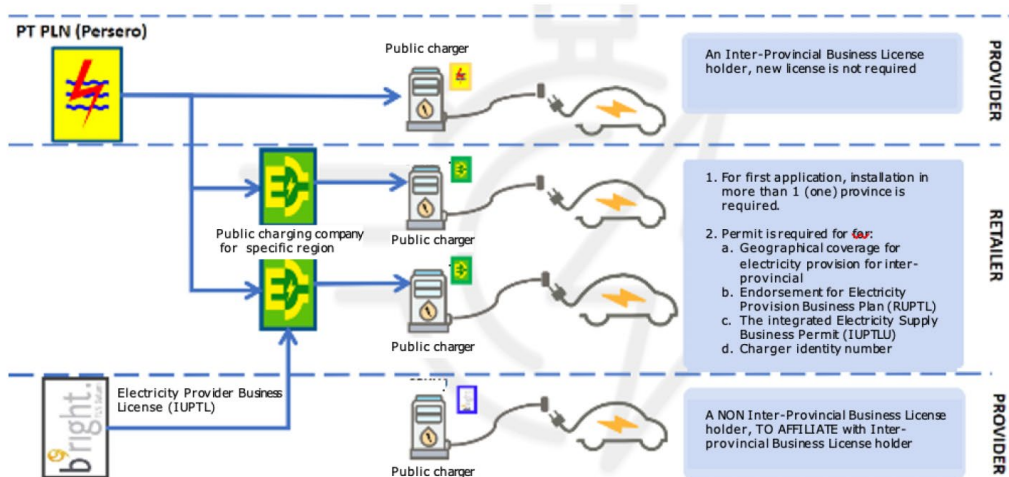 PT PLN (Persero)
Public charger
An Inter-Provincial Business License
holder, new license is not required
PROVIDER
Public charging company
for specific region
Public charger
Public charger
1. For first application, installation in
more than 1 (one) province is
required.
2. Permit is required for for:
a. Geographical coverage for
electricity provision for inter-
provincial
b. Endorsement for Electricity
Provision Business Plan (RUPTL)
c. The integrated Electricity Supply
Business Permit (IUPTLU)
d. Charger identity number
RETAILER
bright.
Electricity Provider Business
License (IUPTL)
Public charger
A NON Inter-Provincial Business License
holder, TO AFFILIATE with Inter-
provincial Business License holder
PROVIDER